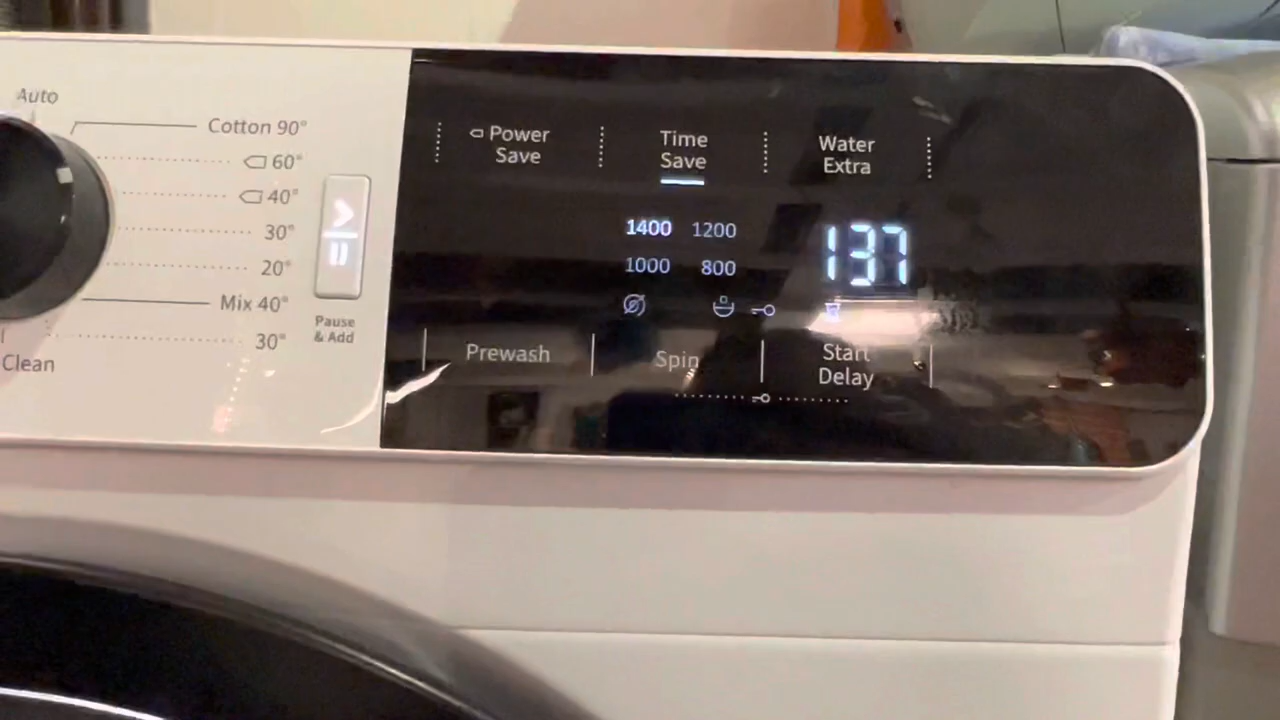 Auto
Cotton 90°
60°
40°
30°
20°
Mix 40°
30°
Clean
Pause
& Add
Power
Save
Time
Save
Water
Extra
1400 1200
1000 800
137
Prewash
Spin
Start
Delay